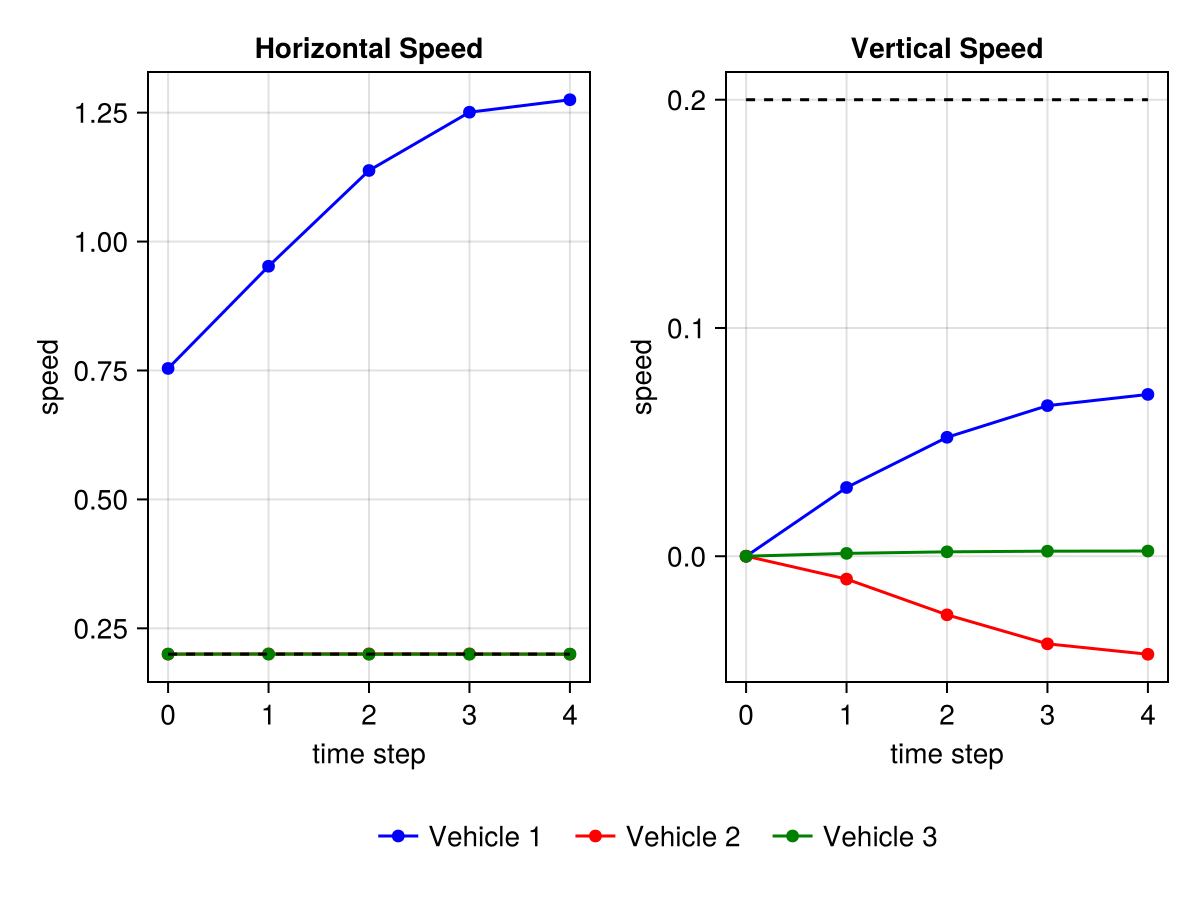 Horizontal Speed
1.25
1.00
0.75
0.50
0.25
speed
0 1 2 3 4
time step
Vertical Speed
0.2
0.1
0.0
speed
0 1 2 3 4
time step
Vehicle 1 Vehicle 2 Vehicle 3